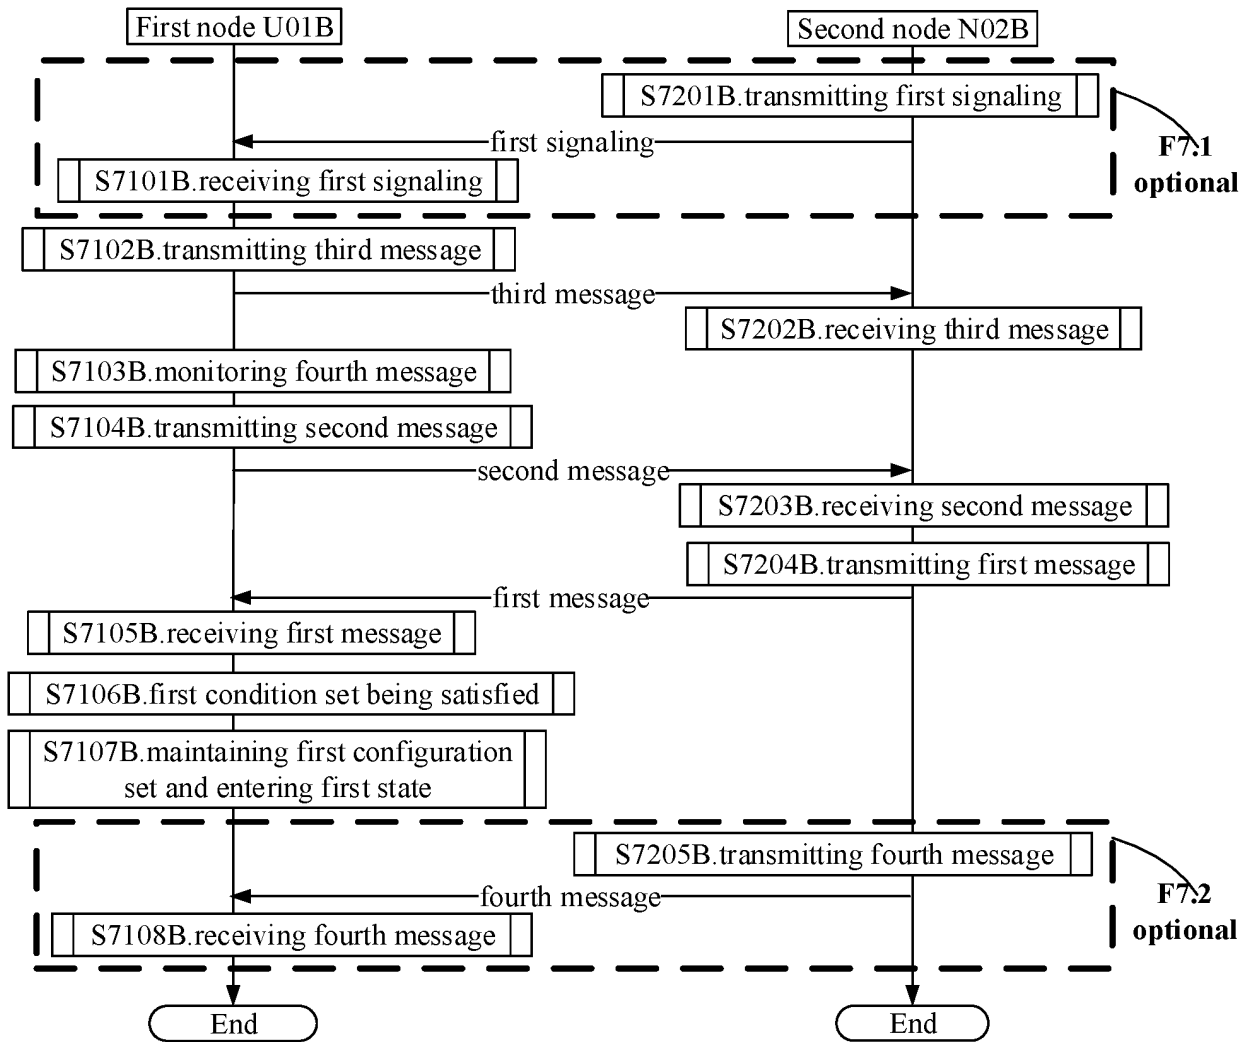 First node U01B
Second node N02B
S7201B.transmitting first signaling
first signaling
F7.1
optional
S7101B.receiving first signaling
S7102B.transmitting third message
third message
S7202B.receiving third message
S7103B.monitoring fourth message
S7104B.transmitting second message
second message
S7203B.receiving second message
S7204B.transmitting first message
first message
S7105B.receiving first message
S7106B.first condition set being satisfied
S7107B.maintaining first configuration
set and entering first state
S7205B.transmitting fourth message
fourth message
F7.2
optional
S7108B.receiving fourth message
End
End